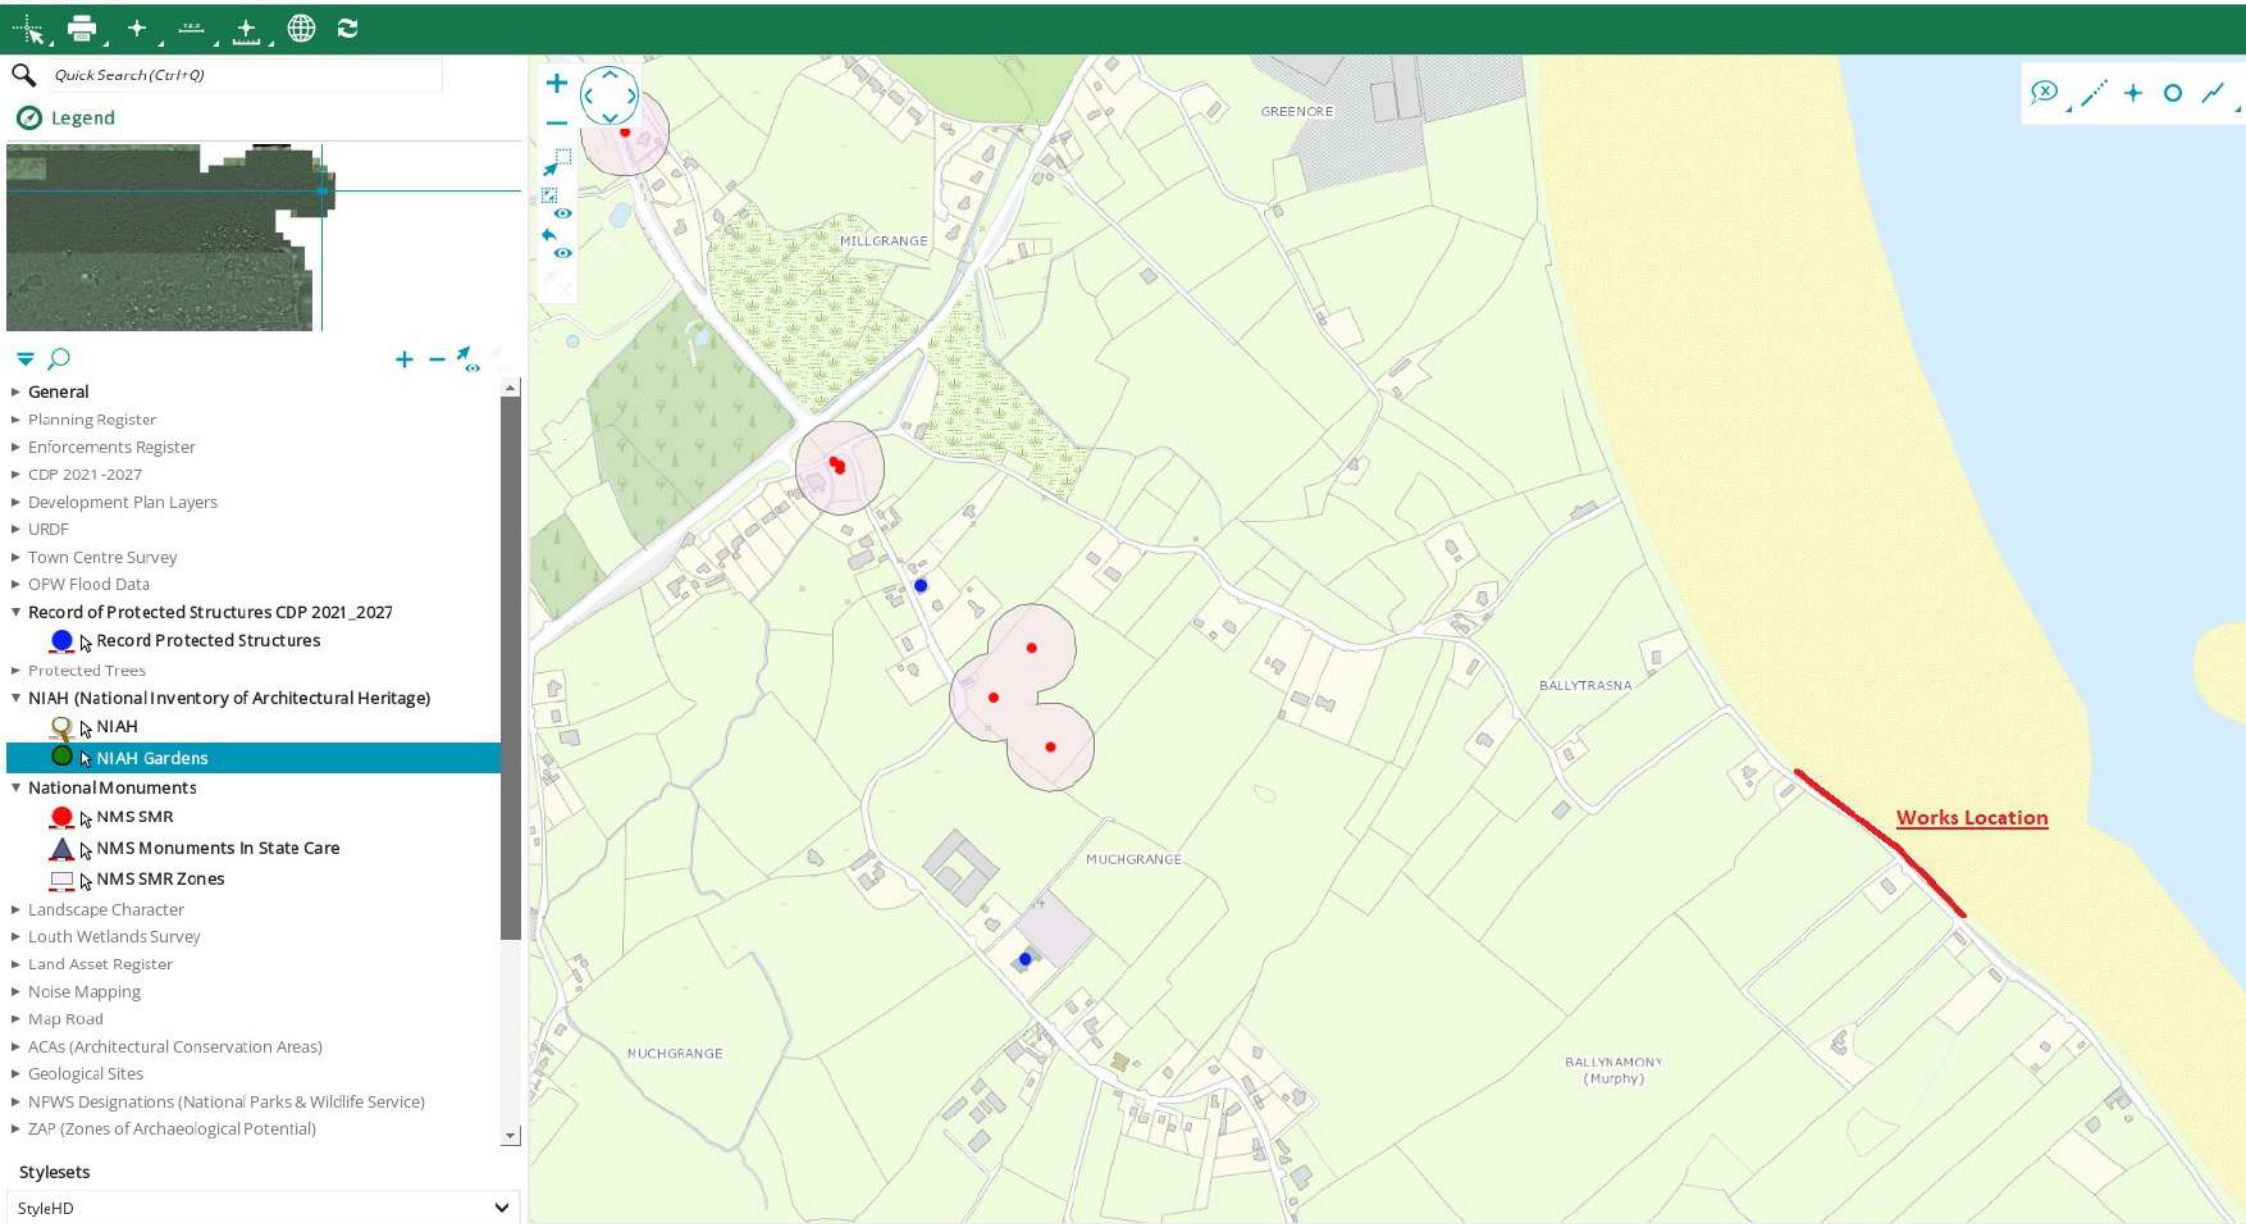 Quick Search (Ctrl+Q)
Legend
General
Planning Register
Enforcements Register
CDP 2021-2027
Development Plan Layers
URDF
Town Centre Survey
OPW Flood Data
Record of Protected Structures CDP 2021_2027
Record Protected Structures
Protected Trees
NIAH (National Inventory of Architectural Heritage)
NIAH
NIAH Gardens
National Monuments
NMS SMR
NMS Monuments In State Care
NMS SMR Zones
Landscape Character
Louth Wetlands Survey
Land Asset Register
Noise Mapping
Map Road
ACAs (Architectural Conservation Areas)
Geological Sites
NPWS Designations (National Parks & Wildlife Service)
ZAP (Zones of Archaeological Potential)
Stylesets
StyleHD
GREENORE
MILLGRANGE
BALLYTRASNA
Works Location
MUCHGRANGE
MUCHGRANGE
BALLYNAMONY
(Murphy)